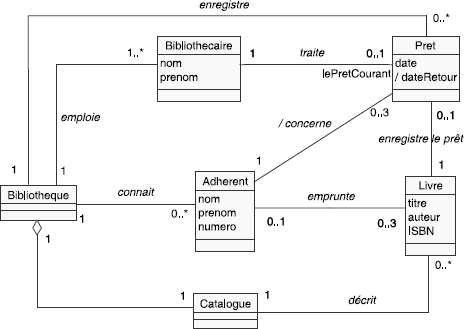 enregistre
0..*
1..*
Bibliothecaire
nom
prenom
1
traite
0..1
lePretCourant
Pret
date
/ dateRetour
emploie
/ concerne
0..3
0..1
enregistre le prêt
1
1
1
1
Bibliotheque
connait
1
0..*
Adherent
nom
prenom
numero
emprunte
0..1
0..3
Livre
titre
auteur
ISBN
1
0..*
1
Catalogue
1
décrit